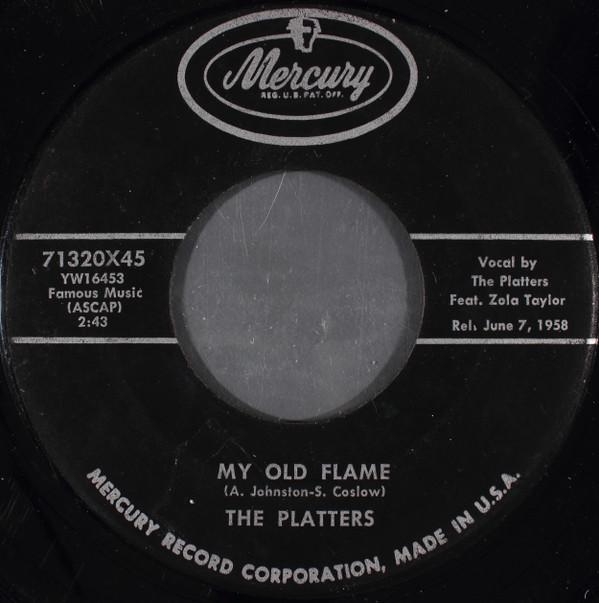 Mercury
REG. U.S. PAT. OFF.
71320X45
YW16453
Famous Music
(ASCAP)
2:43
Vocal by
The Platters
Feat. Zola Taylor
Rel. June 7, 1958
MY OLD FLAME
(A. Johnston-S. Coslow)
THE PLATTERS
MERCURY RECORD CORPORATION, MADE IN U.S.A.